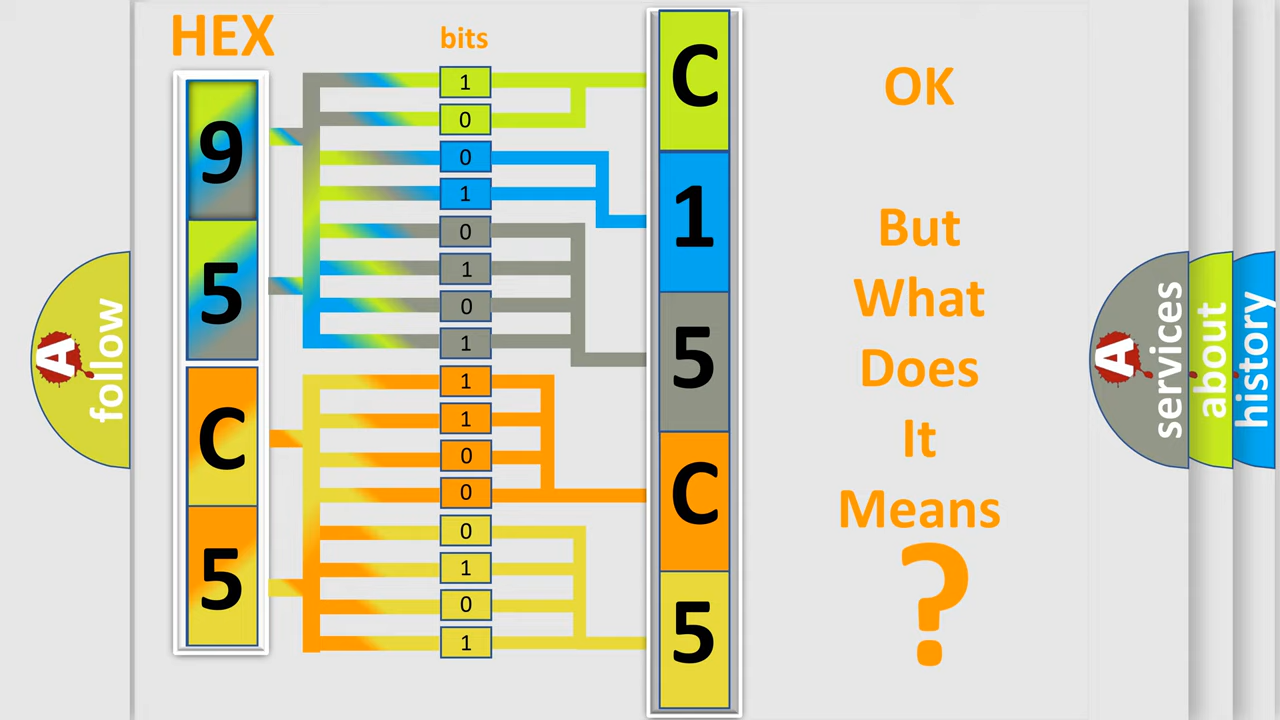 HEX
bits
9
5
C
5
1
0
0
1
0
1
0
1
1
1
0
0
0
1
0
1
C
1
5
C
5
OK
But
What
Does
It
Means
?
A
follow
A
services
about
history